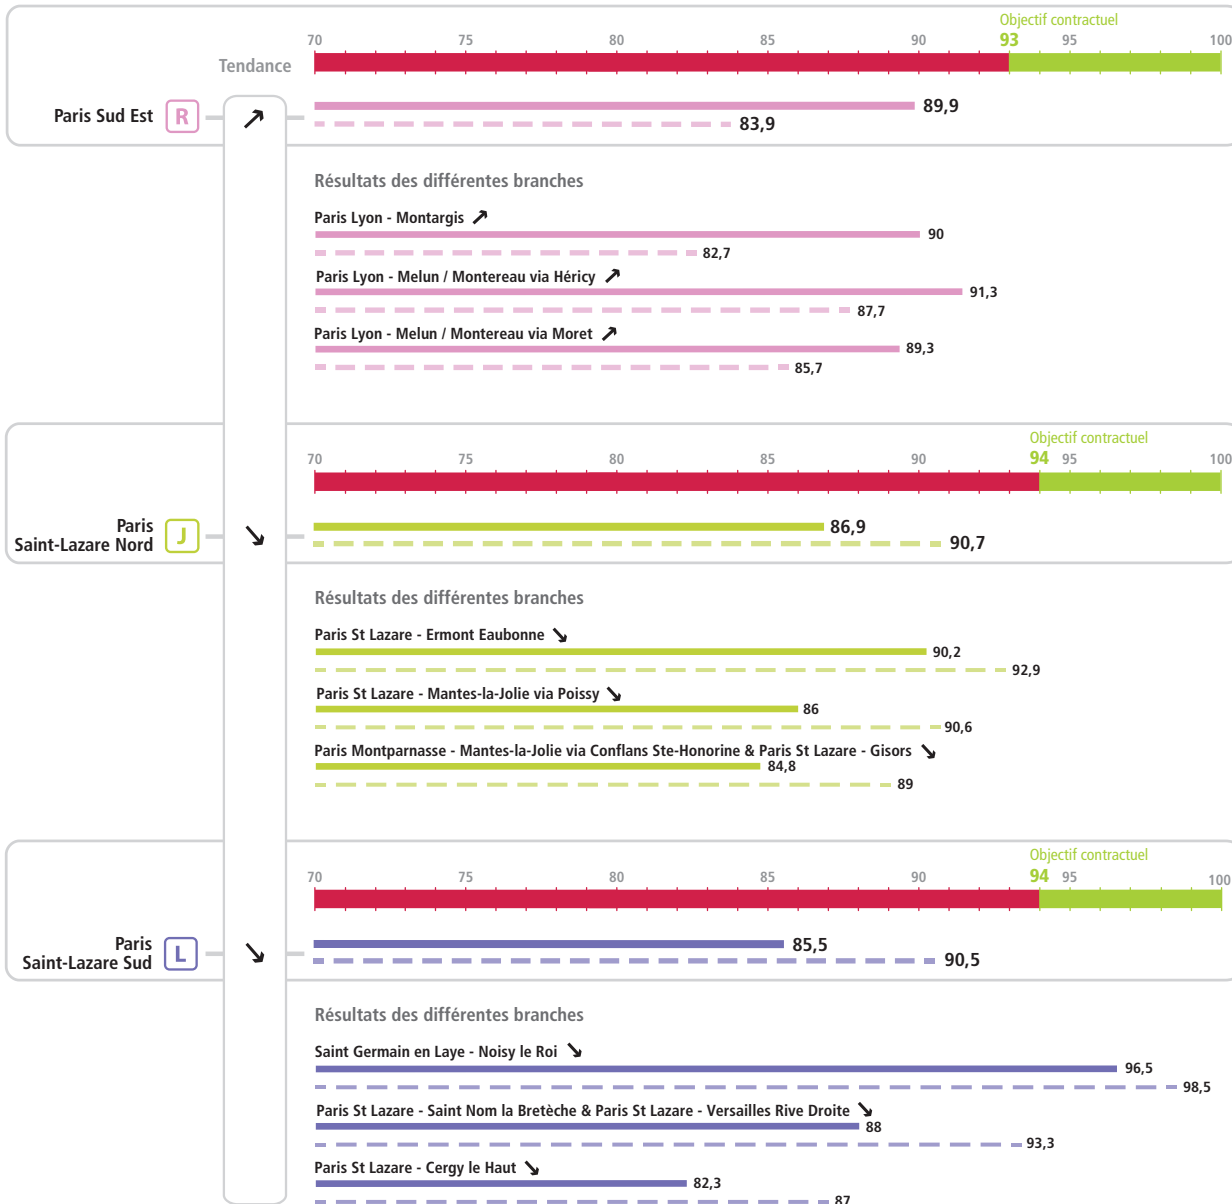 Objectif contractuel
70 75 80 85 90 93 95 100
Tendance
Paris Sud Est R
89,9
83,9
Résultats des différentes branches
Paris Lyon - Montargis
90
82,7
Paris Lyon - Melun / Montereau via Héricy
91,3
87,7
Paris Lyon - Melun / Montereau via Moret
89,3
85,7
Objectif contractuel
70 75 80 85 90 94 95 100
Paris
Saint-Lazare Nord J
86,9
90,7
Résultats des différentes branches
Paris St Lazare - Ermont Eaubonne
90,2
92,9
Paris St Lazare - Mantes-la-Jolie via Poissy
86
90,6
Paris Montparnasse - Mantes-la-Jolie via Conflans Ste-Honorine & Paris St Lazare - Gisors
84,8
89
Objectif contractuel
70 75 80 85 90 94 95 100
Paris
Saint-Lazare Sud L
85,5
90,5
Résultats des différentes branches
Saint Germain en Laye - Noisy le Roi
96,5
98,5
Paris St Lazare - Saint Nom la Bretèche & Paris St Lazare - Versailles Rive Droite
88
93,3
Paris St Lazare - Cergy le Haut
82,3
87